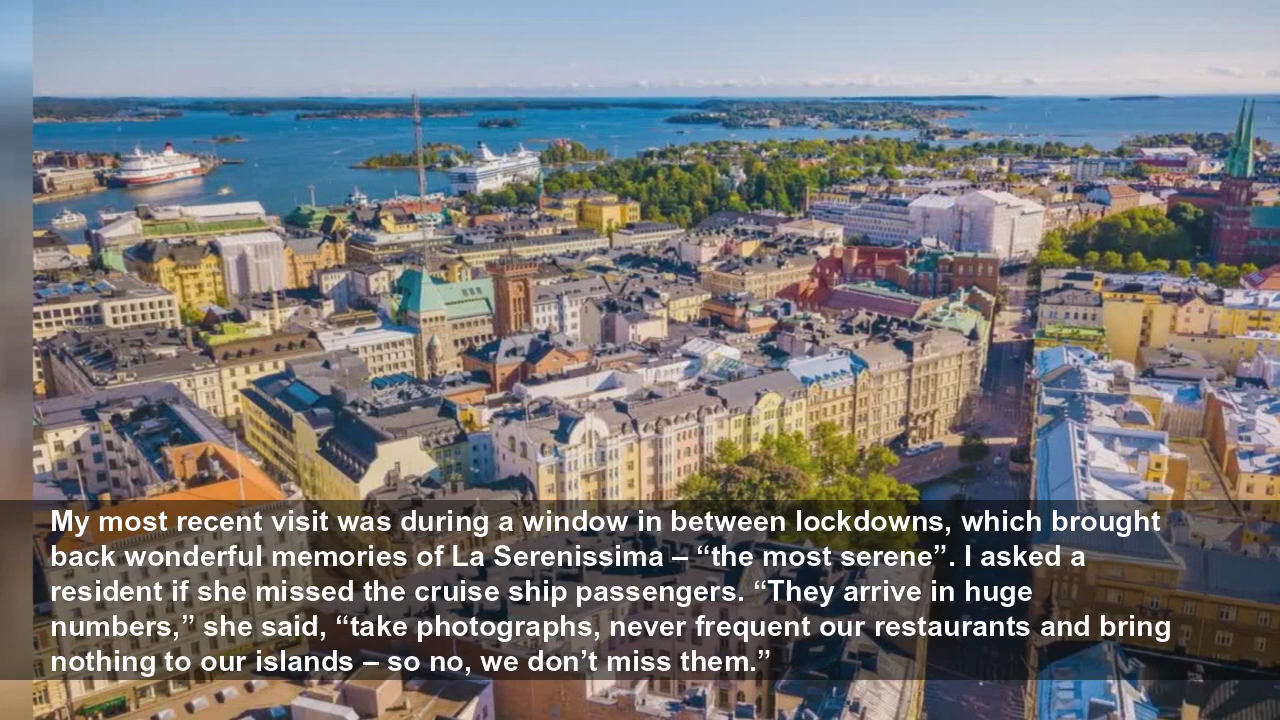 My most recent visit was during a window in between lockdowns, which brought
back wonderful memories of La Serenissima – “the most serene”. I asked a
resident if she missed the cruise ship passengers. “They arrive in huge
numbers,” she said, “take photographs, never frequent our restaurants and bring
nothing to our islands – so no, we don’t miss them.”